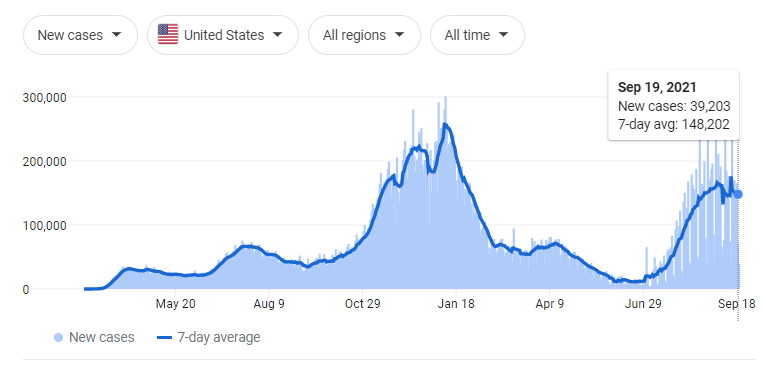 New cases United States All regions All time
Sep 19, 2021
New cases: 39,203
7-day avg: 148,202
300,000
200,000
100,000
0
May 20 Aug 9 Oct 29 Jan 18 Apr 9 Jun 29 Sep 18
New cases 7-day average